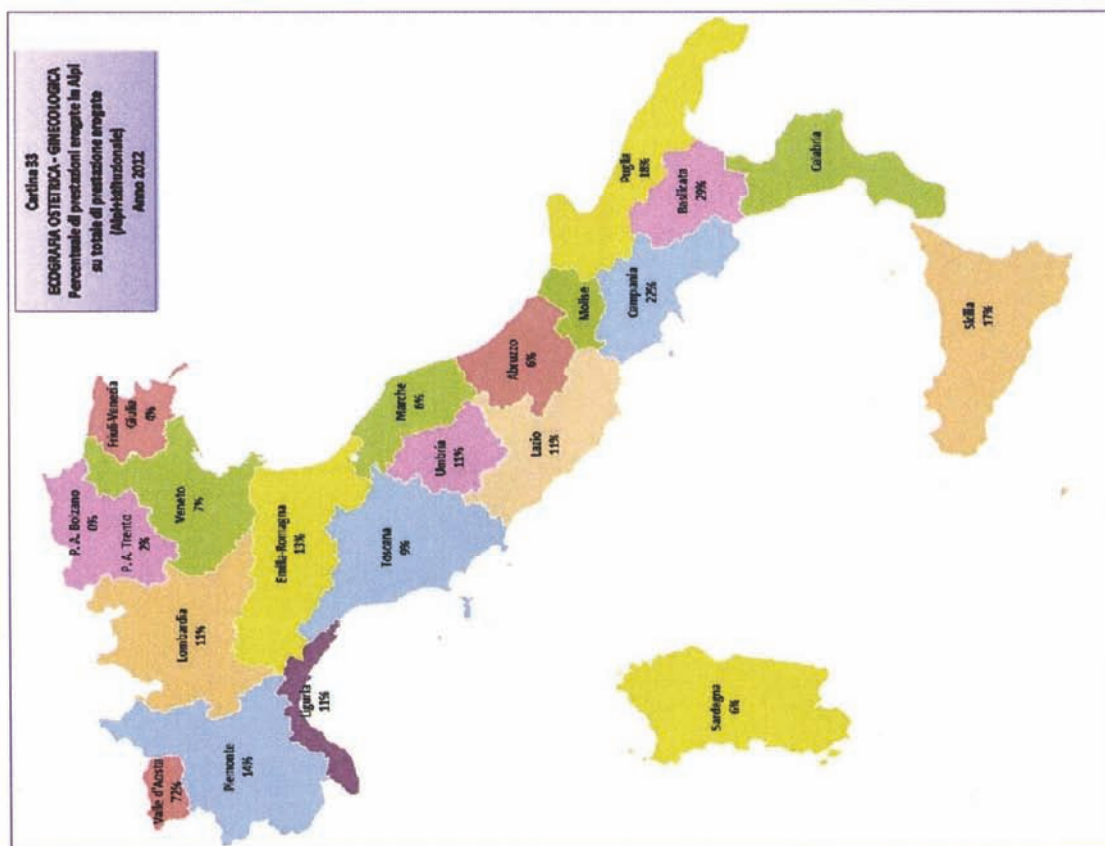 Cartina 33
ECOGRAFIA OSTETRICA - GINECOLOGICA
Percentuale di prestazioni erogate in Alpi
su totale di prestazione erogate
(Alpi+Istituzionale)
Anno 2012
P. A. Bolzano
0%
P. A. Trento
2%
Friuli-Venezia
Giulia
Valle d'Aosta
72%
Piemonte
14%
Lombardia
11%
Veneto
7%
Liguria
11%
Emilia-Romagna
13%
Toscana
9%
Marche
Umbria
11%
Lazio
11%
Abruzzo
6%
Molise
Campania
22%
Puglia
18%
Basilicata
29%
Calabria
Sicilia
17%
Sardegna
6%